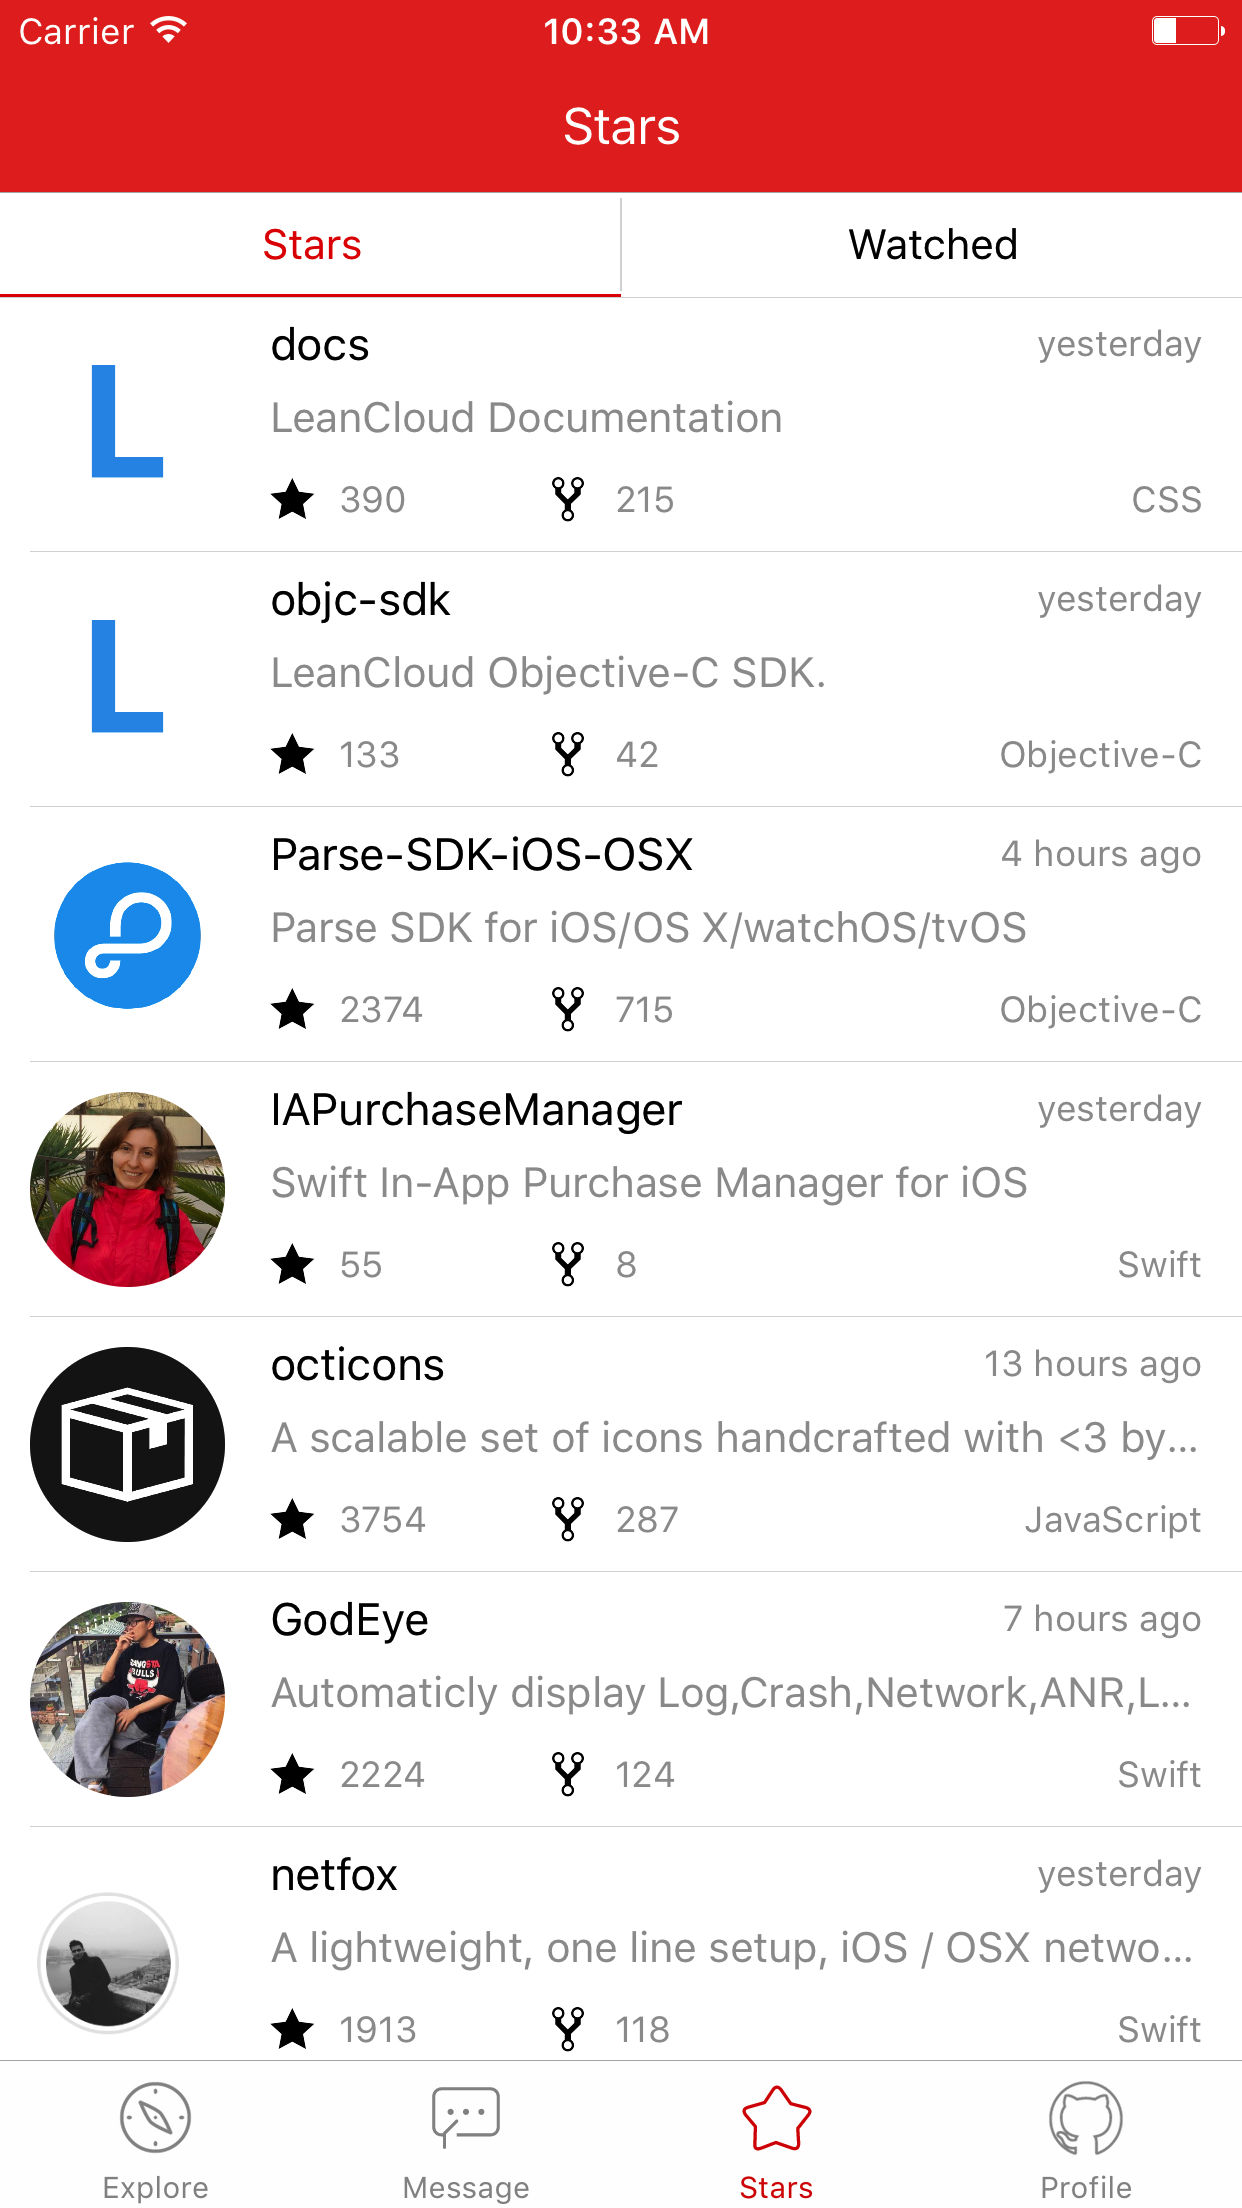 Carrier 10:33 AM
Stars
Stars Watched
docs yesterday
LeanCloud Documentation
390 215 CSS
objc-sdk yesterday
LeanCloud Objective-C SDK.
133 42 Objective-C
Parse-SDK-iOS-OSX 4 hours ago
Parse SDK for iOS/OS X/watchOS/tvOS
2374 715 Objective-C
IAPurchaseManager yesterday
Swift In-App Purchase Manager for iOS
55 8 Swift
octicons 13 hours ago
A scalable set of icons handcrafted with <3 by...
3754 287 JavaScript
GodEye 7 hours ago
Automaticly display Log,Crash,Network,ANR,L...
2224 124 Swift
netfox yesterday
A lightweight, one line setup, iOS / OSX netwo...
1913 118 Swift
Explore Message Stars Profile